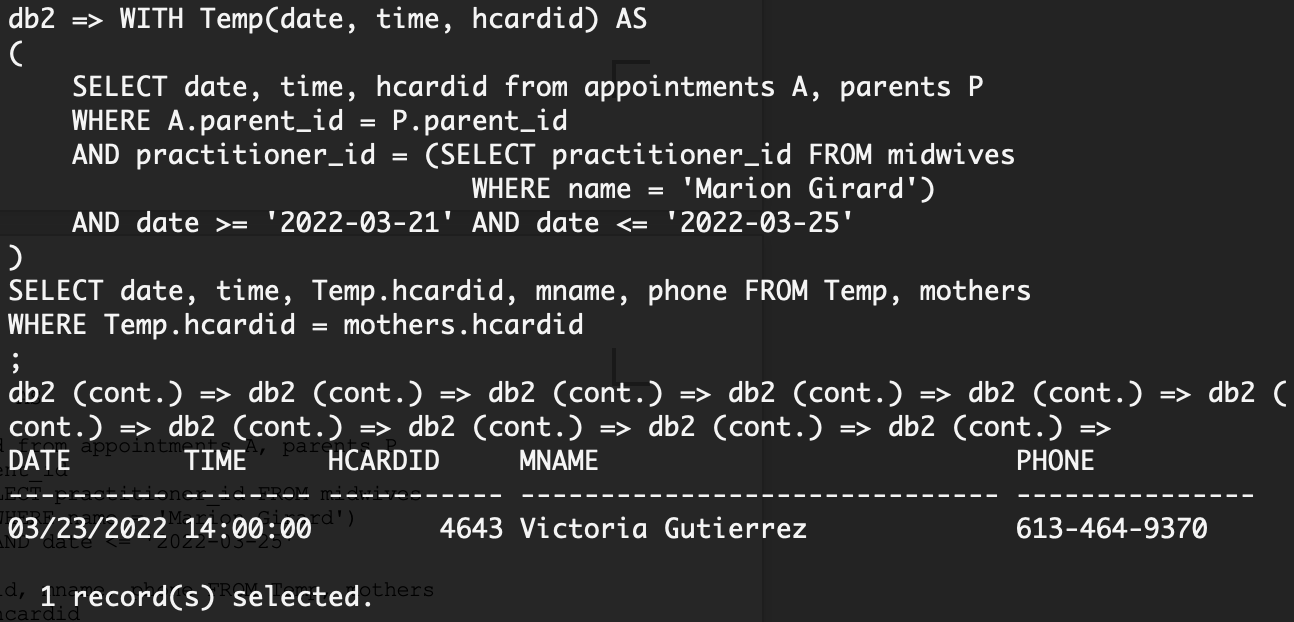 db2 => WITH Temp(date, time, hcardid) AS
(
    SELECT date, time, hcardid from appointments A, parents P
    WHERE A.parent_id = P.parent_id
    AND practitioner_id = (SELECT practitioner_id FROM midwives
                             WHERE name = 'Marion Girard')
    AND date >= '2022-03-21' AND date <= '2022-03-25'
)
SELECT date, time, Temp.hcardid, mname, phone FROM Temp, mothers
WHERE Temp.hcardid = mothers.hcardid
;
db2 (cont.) => db2 (cont.) => db2 (cont.) => db2 (cont.) => db2 (cont.) => db2 (
cont.) => db2 (cont.) => db2 (cont.) => db2 (cont.) => db2 (cont.) =>
DATE       TIME     HCARDID     MNAME                          PHONE
---------- -------- ----------- ------------------------------ ---------------
03/23/2022 14:00:00        4643 Victoria Gutierrez             613-464-9370
  1 record(s) selected.